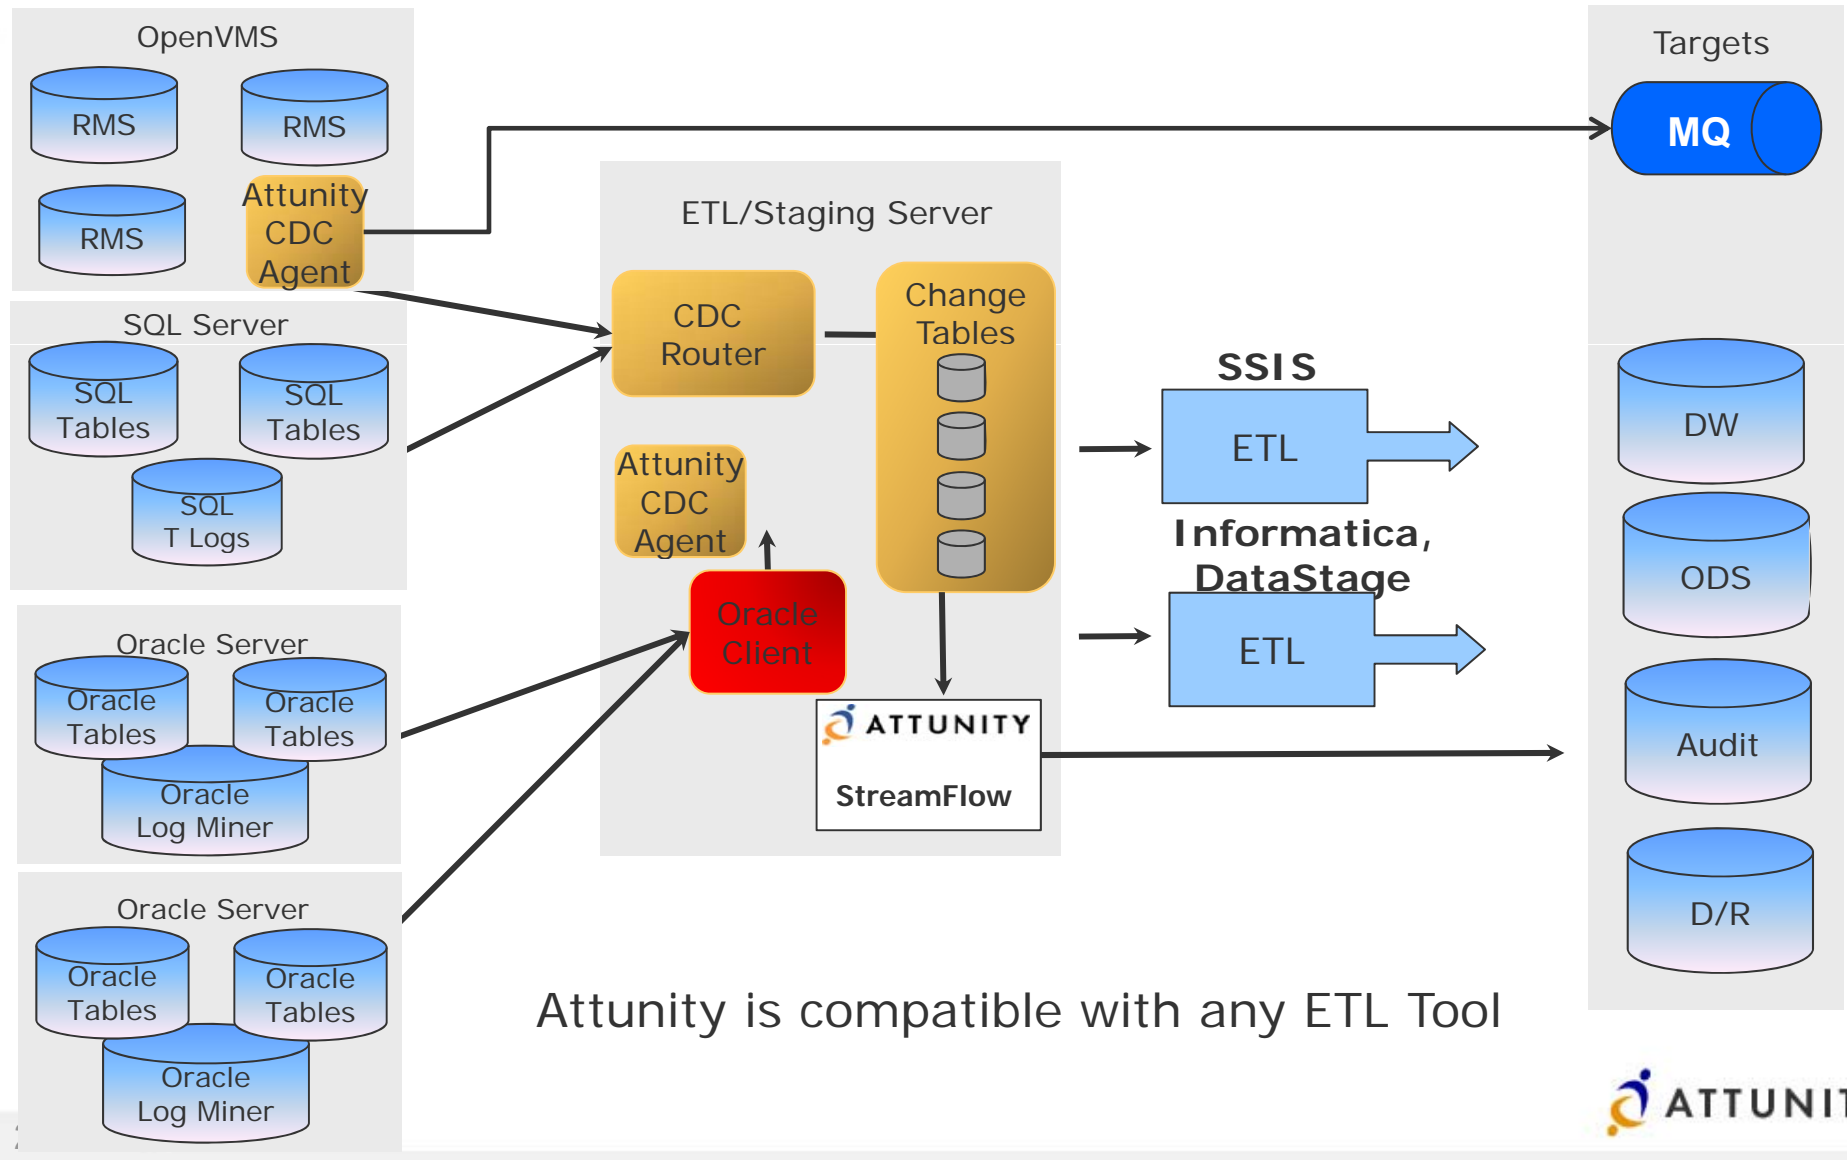 OpenVMS
RMS
RMS
RMS
Attunity
CDC
Agent
SQL Server
SQL
Tables
SQL
Tables
SQL
T Logs
Oracle Server
Oracle
Tables
Oracle
Tables
Oracle
Log Miner
Oracle Server
Oracle
Tables
Oracle
Tables
Oracle
Log Miner
ETL/Staging Server
CDC
Router
Change
Tables
Attunity
CDC
Agent
Oracle
Client
ATTUNITY
StreamFlow
SSIS
ETL
Informatica,
DataStage
ETL
Targets
MQ
DW
ODS
Audit
D/R
Attunity is compatible with any ETL Tool
ATTUNIT